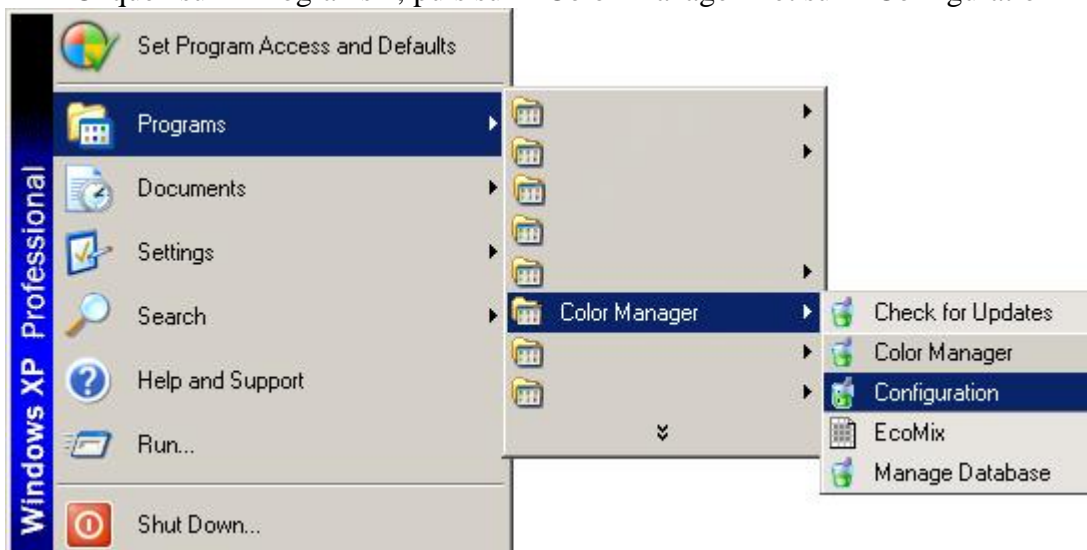 Set Program Access and Defaults
Programs
Documents
Settings
Search
Help and Support
Run...
Shut Down...
Windows XP Professional
Color Manager
Check for Updates
Color Manager
Configuration
EcoMix
Manage Database